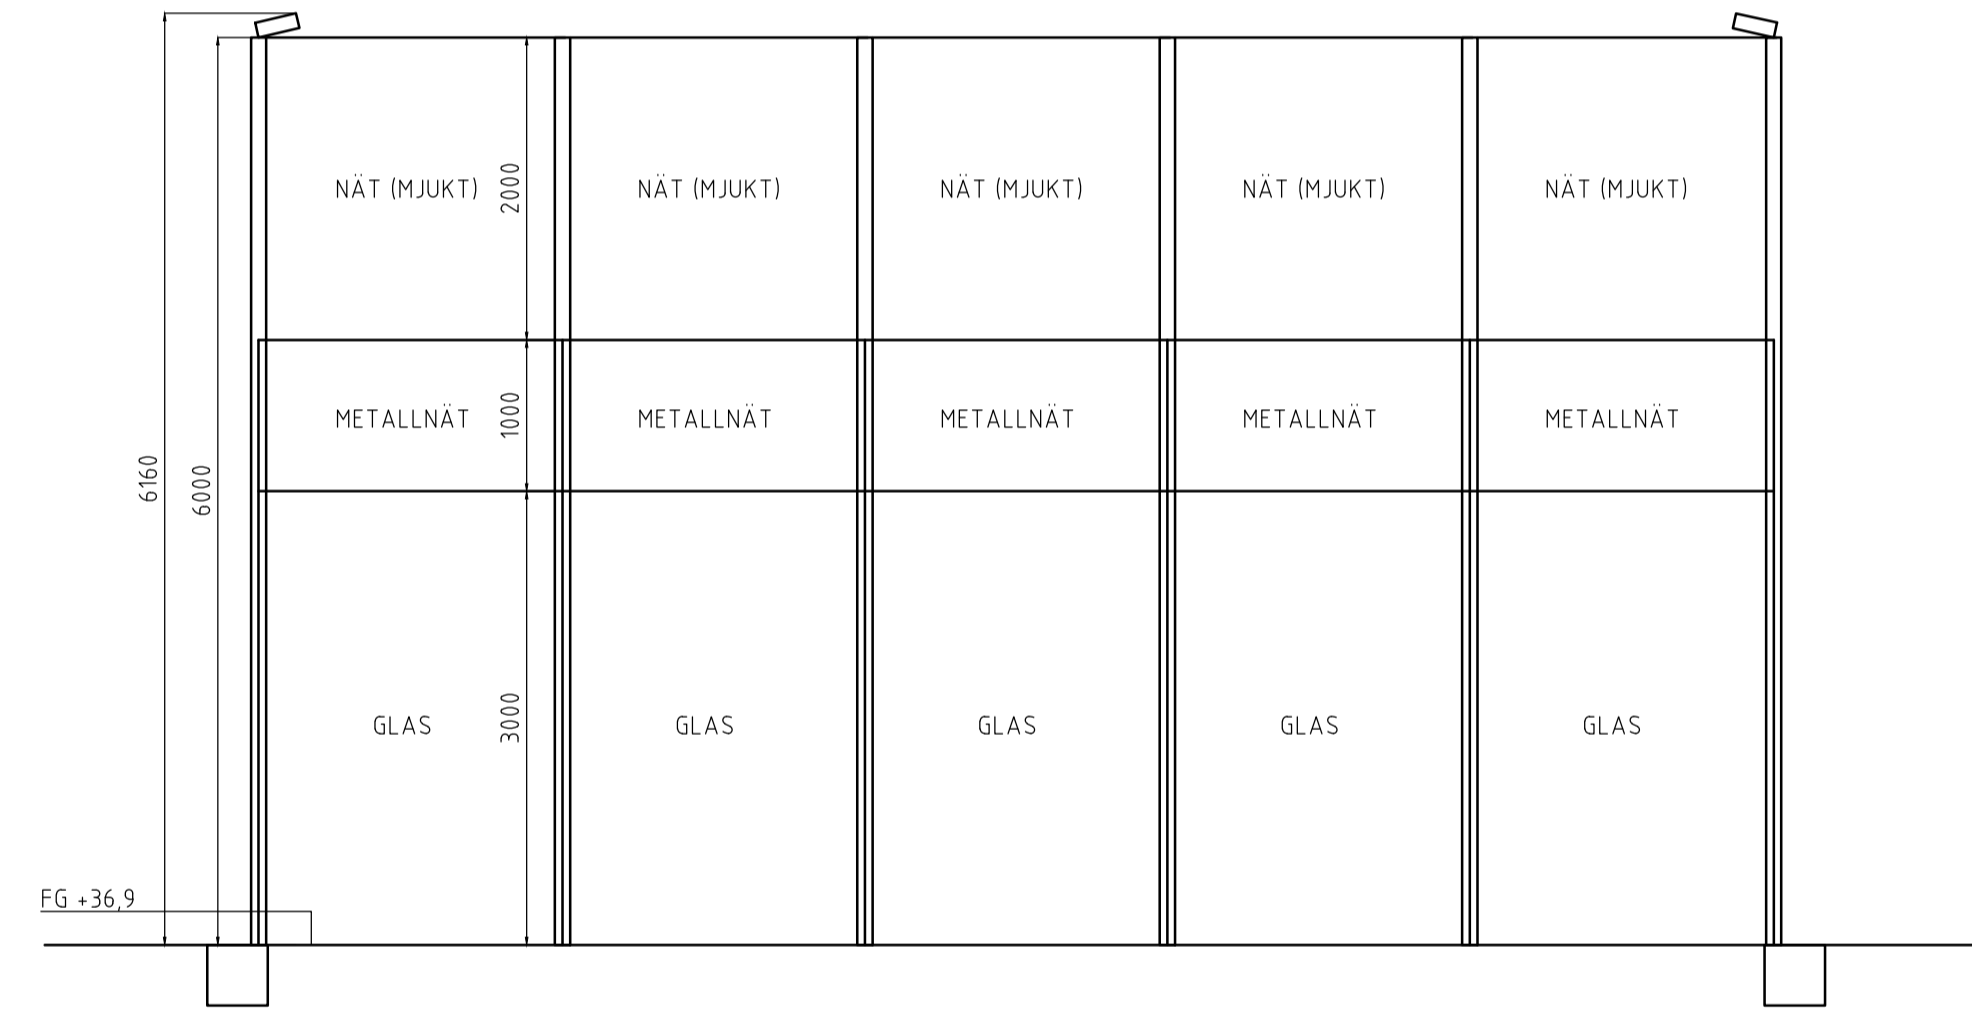 NÄT (MJUKT) 2000 NÄT (MJUKT) NÄT (MJUKT) NÄT (MJUKT) NÄT (MJUKT)
METALLNÄT 1000 METALLNÄT METALLNÄT METALLNÄT METALLNÄT
6160 6000
GLAS 3000 GLAS GLAS GLAS GLAS
FG +36,9